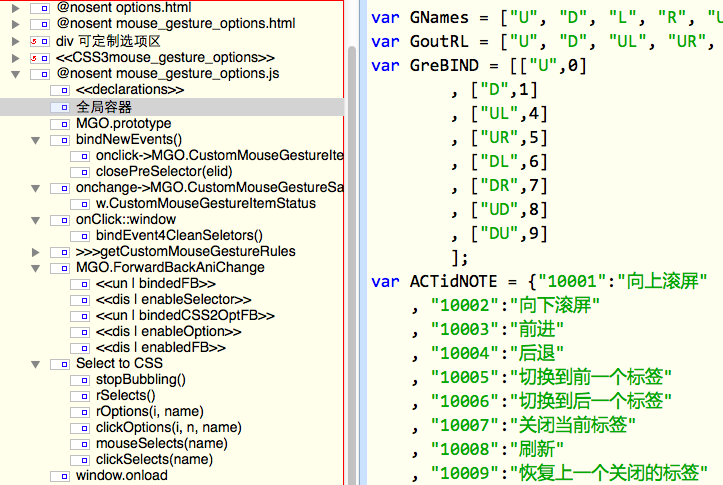 @nosent options.html
@nosent mouse_gesture_options.html
div 可定制选项区
<<CSS3mouse_gesture_options>>
@nosent mouse_gesture_options.js
<<declarations>>
全局容器
MGO.prototype
bindNewEvents()
onclick->MGO.CustomMouseGestureIte
closePreSelector(elid)
onchange->MGO.CustomMouseGestureSa
w.CustomMouseGestureItemStatus
onClick::window
bindEvent4CleanSeletors()
>>>getCustomMouseGestureRules
MGO.ForwardBackAniChange
<<un | bindedFB>>
<<dis | enableSelector>>
<<un | bindedCSS2OptFB>>
<<dis | enableOption>>
<<dis | enabledFB>>
Select to CSS
stopBubbling()
rSelects()
rOptions(i, name)
clickOptions(i, n, name)
mouseSelects(name)
clickSelects(name)
window.onload
var GNames = ["U", "D", "L", "R", "U
var GoutRL = ["U", "D", "UL", "UR",
var GreBIND = [["U",0]
, ["D",1]
, ["UL",4]
, ["UR",5]
, ["DL",6]
, ["DR",7]
, ["UD",8]
, ["DU",9]
];
var ACTidNOTE = {"10001":"向上滚屏"
, "10002":"向下滚屏"
, "10003":"前进"
, "10004":"后退"
, "10005":"切换到前一个标签"
, "10006":"切换到后一个标签"
, "10007":"关闭当前标签"
, "10008":"刷新"
, "10009":"恢复上一个关闭的标签"